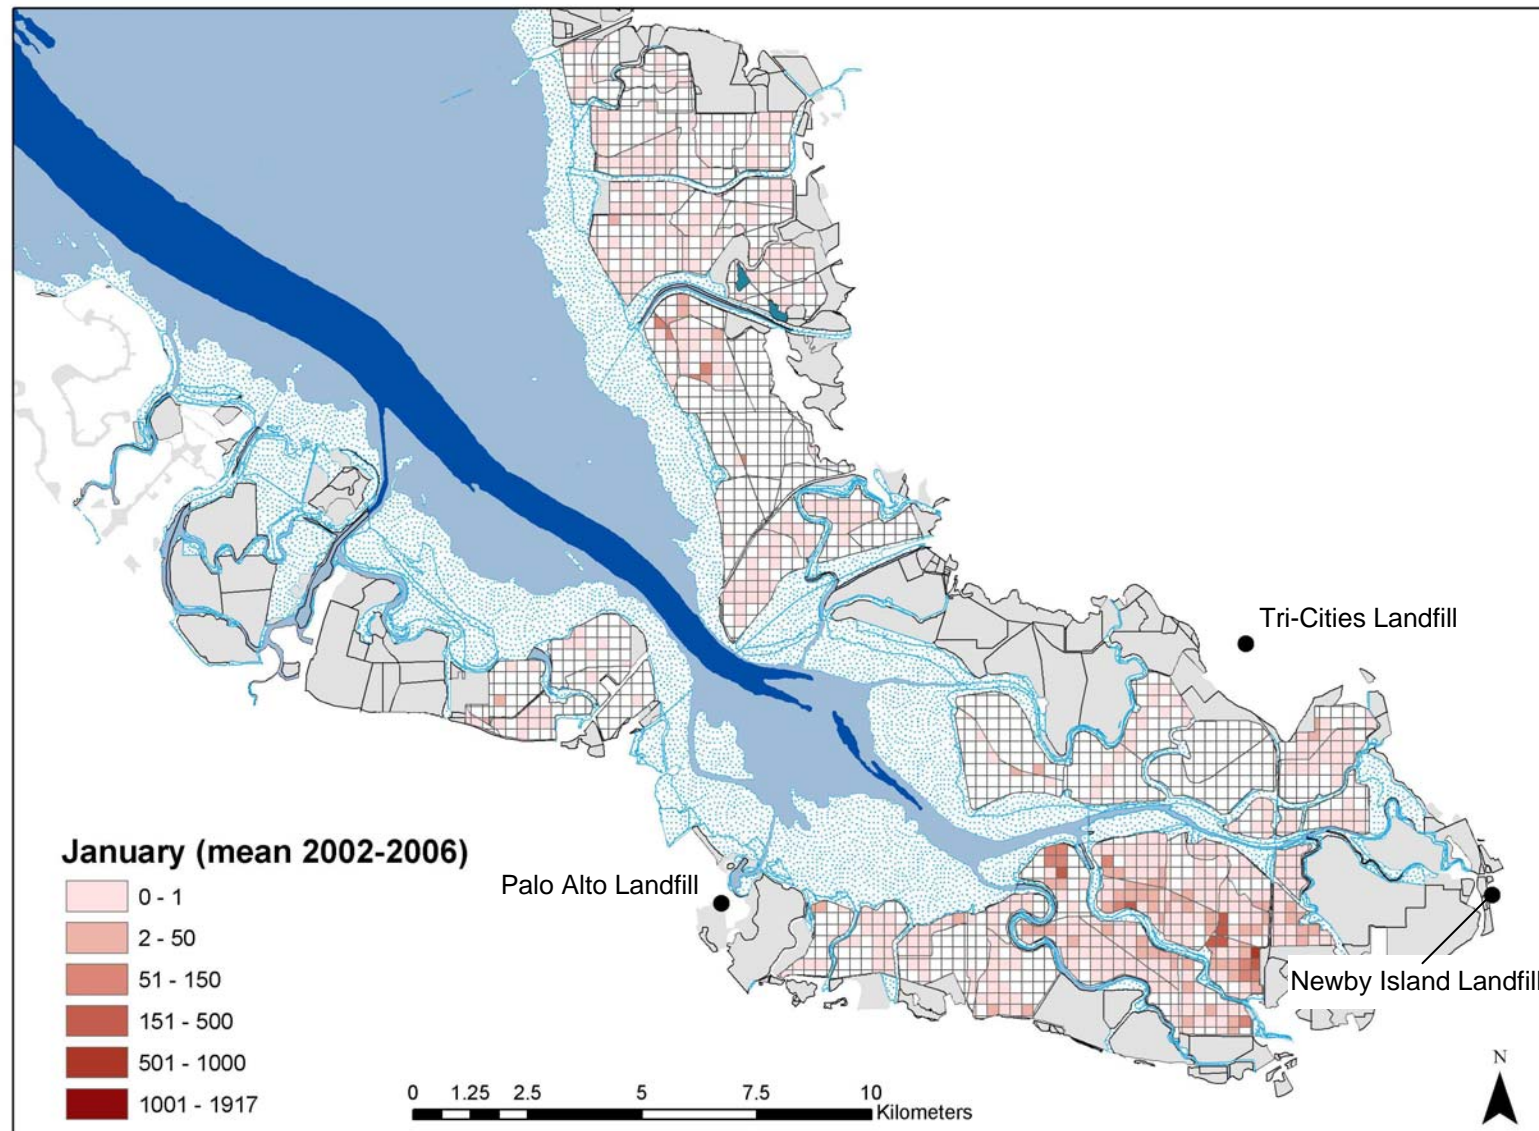 Tri-Cities Landfill
January (mean 2002-2006)
0 - 1
2 - 50
51 - 150
151 - 500
501 - 1000
1001 - 1917
Palo Alto Landfill
Newby Island Landfill
0 1.25 2.5 5 7.5 10
Kilometers
N